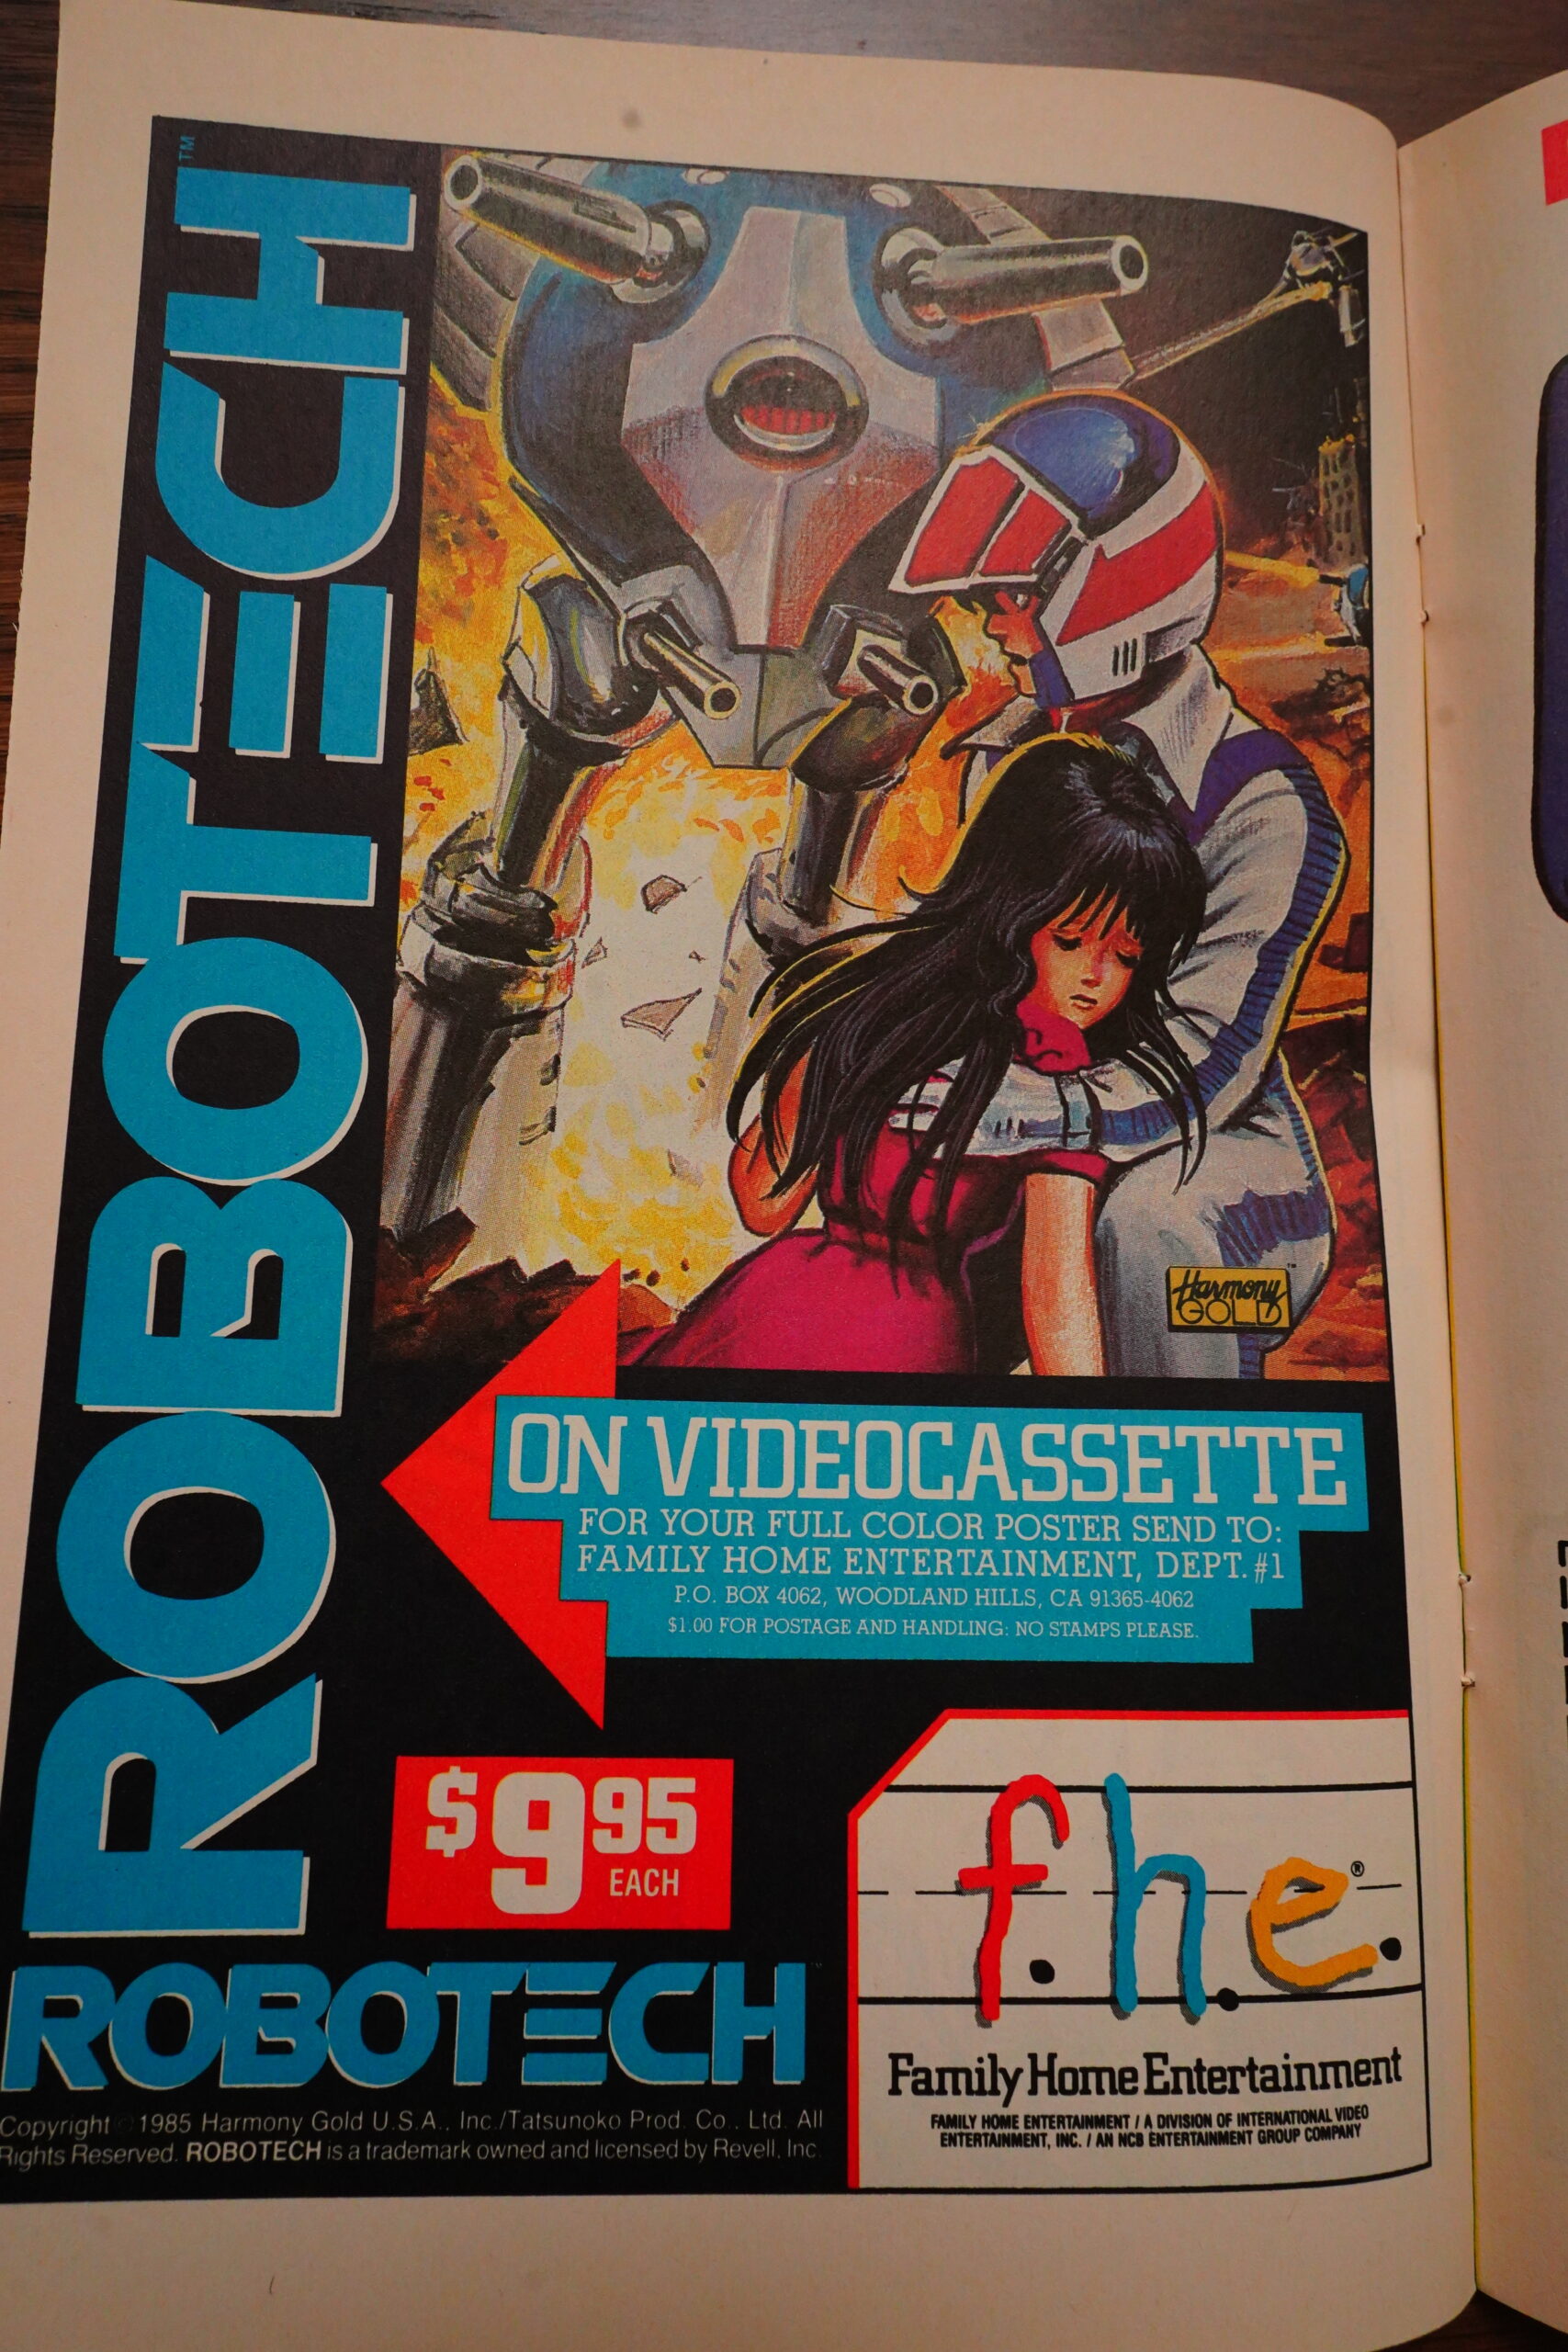 ROBOTECH™
Harmony™
GOLD
ON VIDEOCASSETTE
FOR YOUR FULL COLOR POSTER SEND TO:
FAMILY HOME ENTERTAINMENT, DEPT. #1
P.O. BOX 4062, WOODLAND HILLS, CA 91365-4062
$1.00 FOR POSTAGE AND HANDLING: NO STAMPS PLEASE.
$9 95
EACH
ROBOTECH™
Copyright © 1985 Harmony Gold U.S.A., Inc./Tatsunoko Prod. Co., Ltd. All
Rights Reserved. ROBOTECH is a trademark owned and licensed by Revell, Inc.
f.h.e.®
Family Home Entertainment
FAMILY HOME ENTERTAINMENT / A DIVISION OF INTERNATIONAL VIDEO
ENTERTAINMENT, INC. / AN NCB ENTERTAINMENT GROUP COMPANY